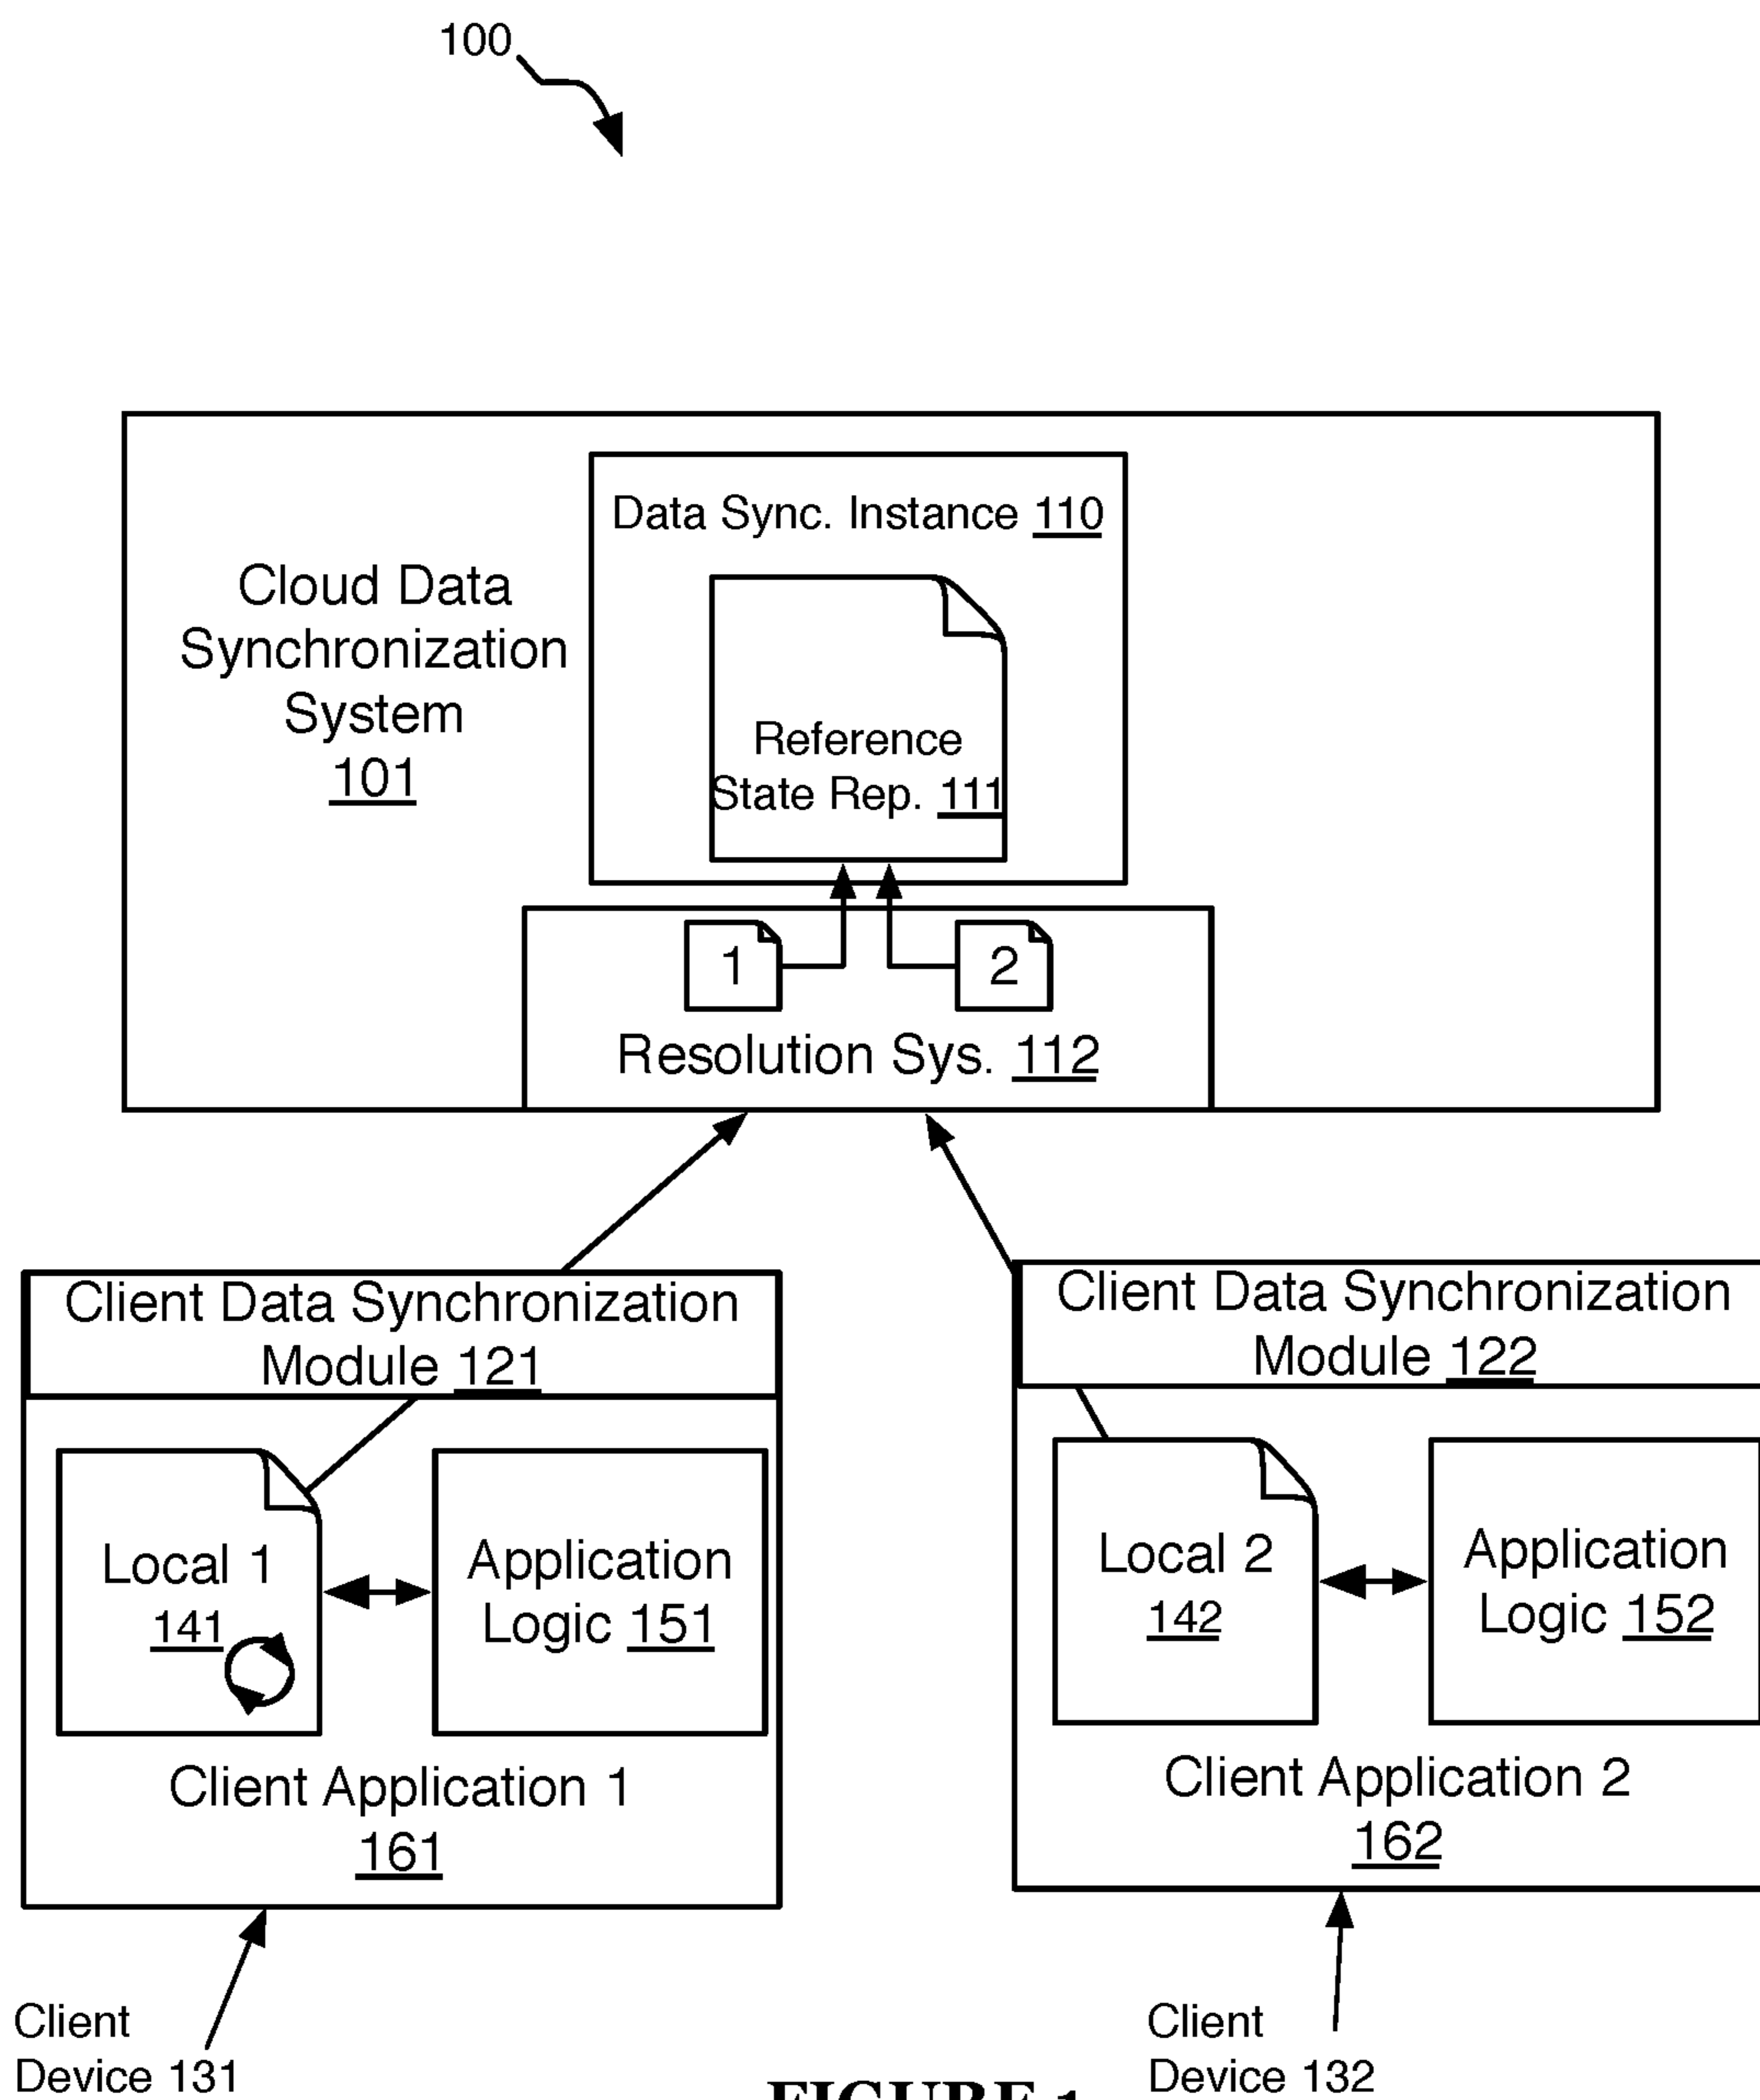 100
Data Sync. Instance 110
Cloud Data
Synchronization
System
101
Reference
State Rep. 111
1
2
Resolution Sys. 112
Client Data Synchronization
Module 121
Local 1
141
Application
Logic 151
Client Application 1
161
Client
Device 131
Client Data Synchronization
Module 122
Local 2
142
Application
Logic 152
Client Application 2
162
Client
Device 132
FIGURE 1